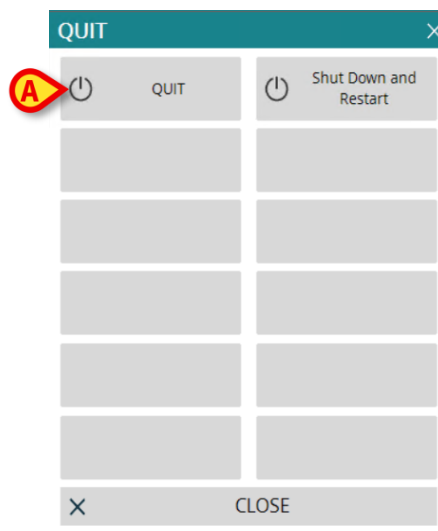 QUIT
A
QUIT
Shut Down and
Restart
CLOSE